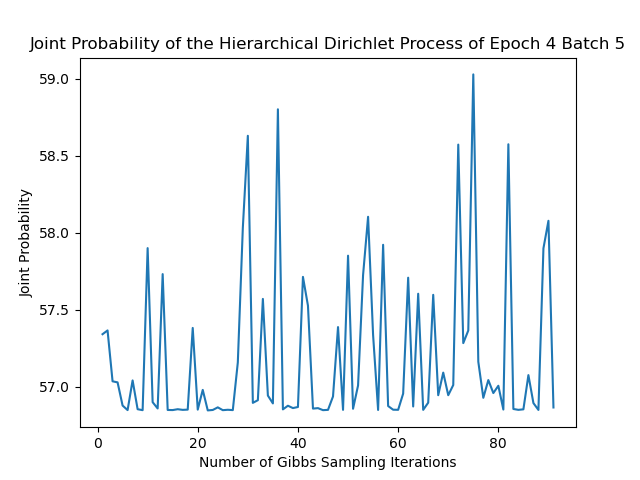 Joint Probability of the Hierarchical Dirichlet Process of Epoch 4 Batch 5
59.0
58.5
58.0
57.5
57.0
Joint Probability
0 20 40 60 80
Number of Gibbs Sampling Iterations